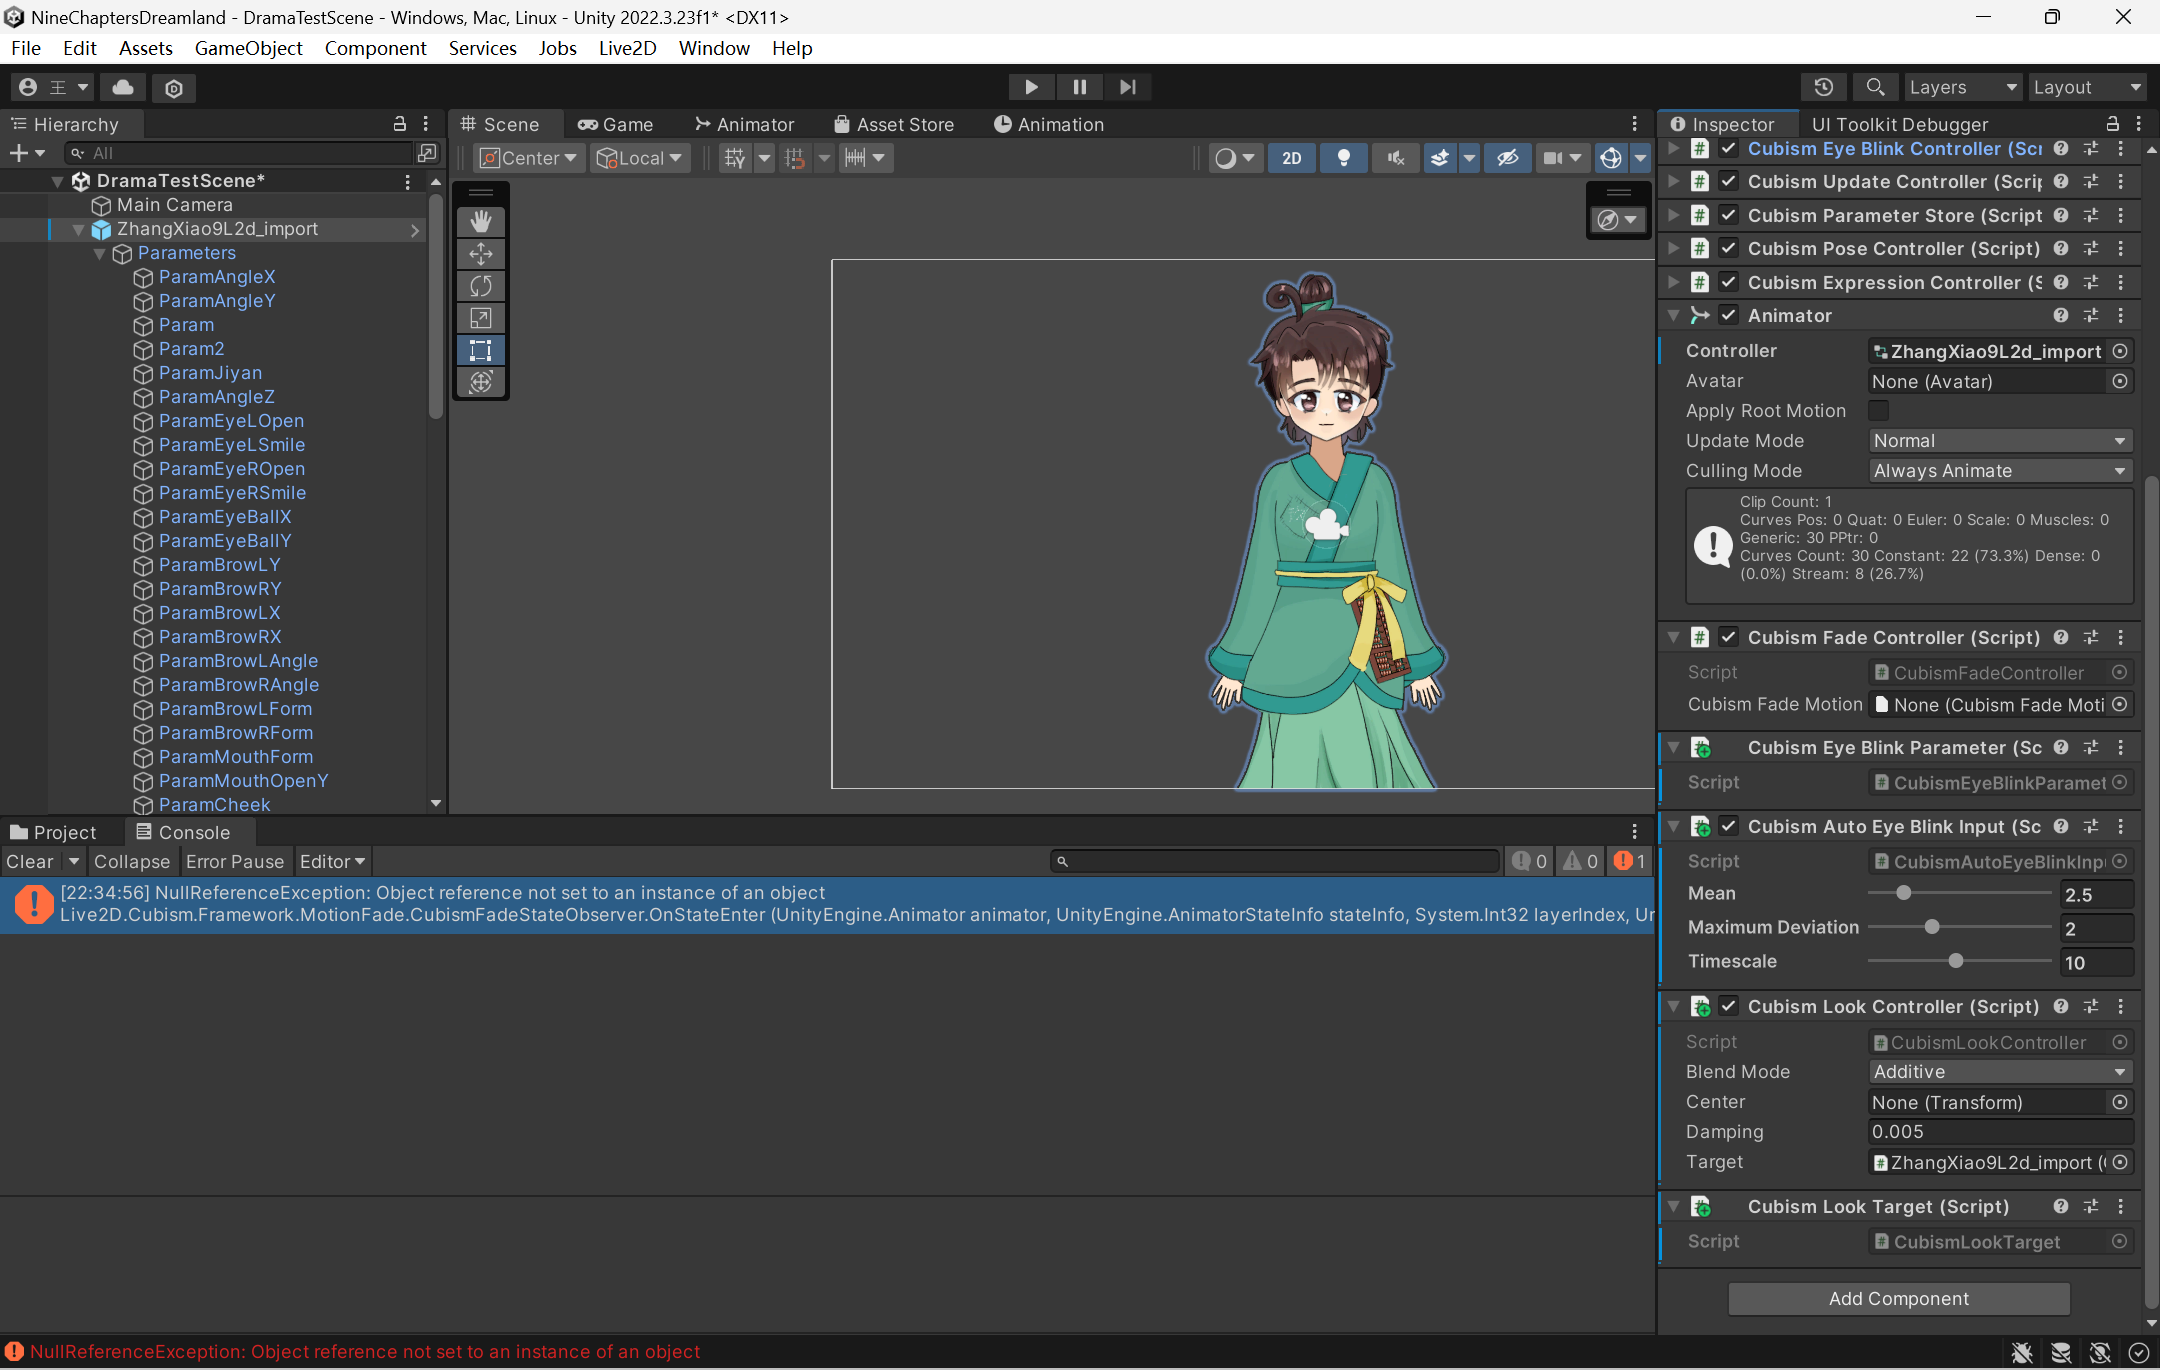 NineChaptersDreamland - DramaTestScene - Windows, Mac, Linux - Unity 2022.3.23f1* <DX11>
File Edit Assets GameObject Component Services Jobs Live2D Window Help
王
Layers
Layout
Hierarchy
All
DramaTestScene*
Main Camera
ZhangXiao9L2d_import
Parameters
ParamAngleX
ParamAngleY
Param
Param2
ParamJiyan
ParamAngleZ
ParamEyeLOpen
ParamEyeLSmile
ParamEyeROpen
ParamEyeRSmile
ParamEyeBallX
ParamEyeBallY
ParamBrowLY
ParamBrowRY
ParamBrowLX
ParamBrowRX
ParamBrowLAngle
ParamBrowRAngle
ParamBrowLForm
ParamBrowRForm
ParamMouthForm
ParamMouthOpenY
ParamCheek
Scene Game Animator Asset Store Animation
Center Local 2D
Inspector UI Toolkit Debugger
Cubism Eye Blink Controller (Scr
Cubism Update Controller (Scrip
Cubism Parameter Store (Script
Cubism Pose Controller (Script)
Cubism Expression Controller (S
Animator
Controller ZhangXiao9L2d_import
Avatar None (Avatar)
Apply Root Motion
Update Mode Normal
Culling Mode Always Animate
Clip Count: 1
Curves Pos: 0 Quat: 0 Euler: 0 Scale: 0 Muscles: 0
Generic: 30 PPtr: 0
Curves Count: 30 Constant: 22 (73.3%) Dense: 0
(0.0%) Stream: 8 (26.7%)
Cubism Fade Controller (Script)
Script CubismFadeController
Cubism Fade Motion None (Cubism Fade Moti
Cubism Eye Blink Parameter (Sc
Script CubismEyeBlinkParamet
Cubism Auto Eye Blink Input (Sc
Script CubismAutoEyeBlinkInp
Mean 2.5
Maximum Deviation 2
Timescale 10
Cubism Look Controller (Script)
Script CubismLookController
Blend Mode Additive
Center None (Transform)
Damping 0.005
Target ZhangXiao9L2d_import (
Cubism Look Target (Script)
Script CubismLookTarget
Add Component
Project Console
Clear Collapse Error Pause Editor 0 0 1
[22:34:56] NullReferenceException: Object reference not set to an instance of an object
Live2D.Cubism.Framework.MotionFade.CubismFadeStateObserver.OnStateEnter (UnityEngine.Animator animator, UnityEngine.AnimatorStateInfo stateInfo, System.Int32 layerIndex, Ur
NullReferenceException: Object reference not set to an instance of an object